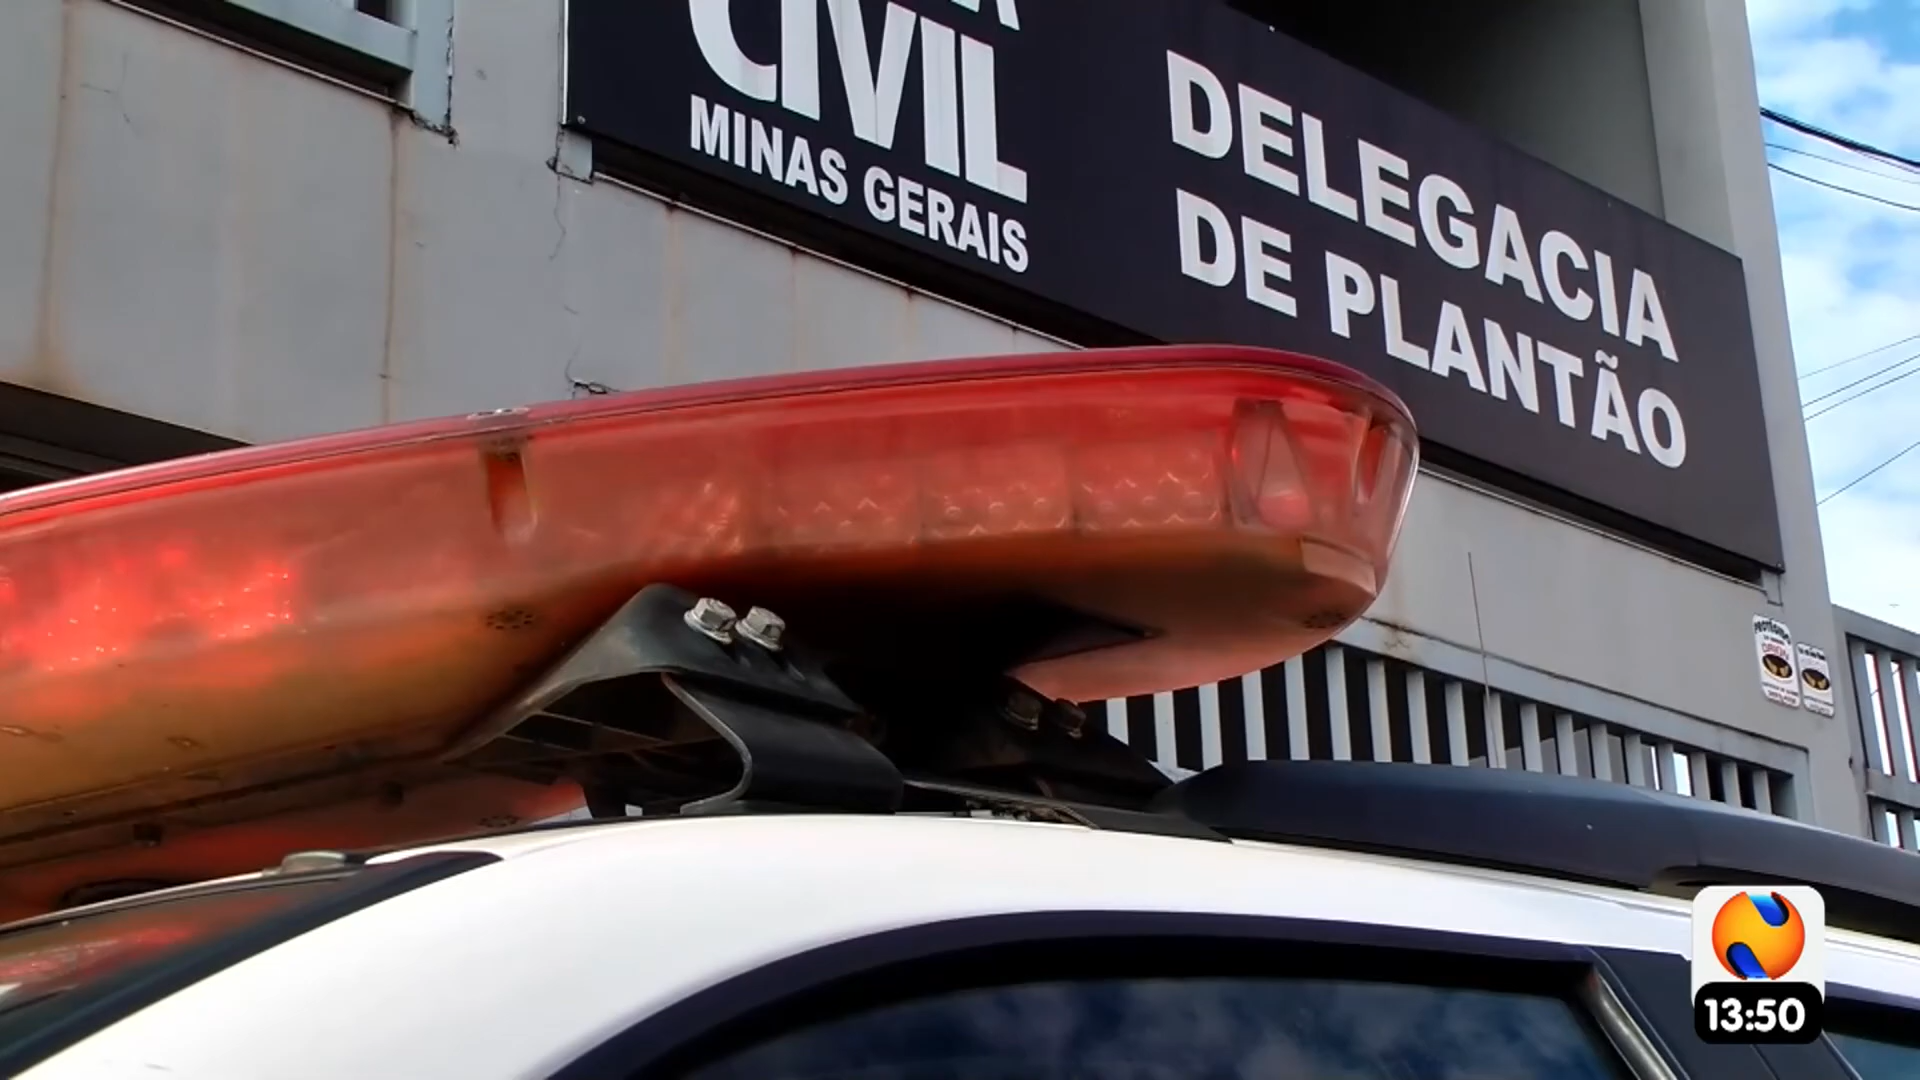 CIVIL
MINAS GERAIS
DELEGACIA
DE PLANTÃO
13:50